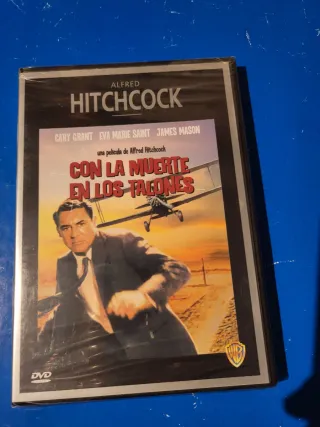 ALFRED
HITCHCOCK
CARY GRANT EVA MARIE SAINT JAMES MASON
una película de Alfred Hitchcock
CON LA MUERTE
EN LOS TALONES
DVD
WB